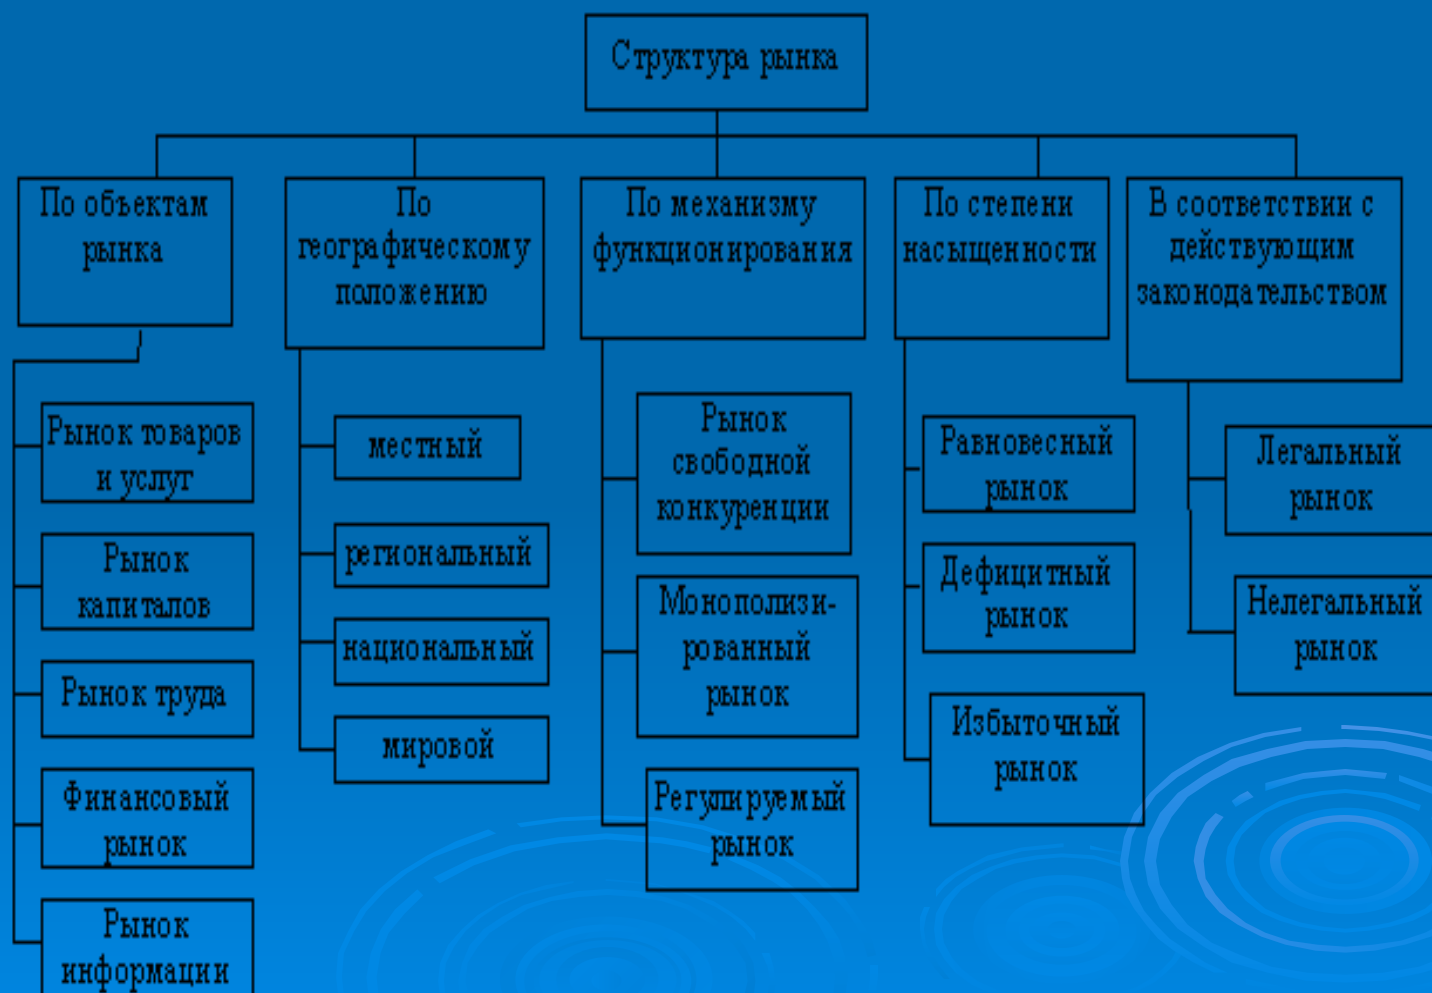 Структура рынка
По объектам
рынка
По
географическому
положению
По механизму
функционирования
По степени
насыщенности
В соответствии с
действующим
законодательством
Рынок товаров
и услуг
Рынок
капиталов
Рынок труда
Финансовый
рынок
Рынок
информации
местный
региональный
национальный
мировой
Рынок
свободной
конкуренции
Монополизи-
рованный
рынок
Регулируемый
рынок
Равновесный
рынок
Дефицитный
рынок
Избыточный
рынок
Легальный
рынок
Нелегальный
рынок